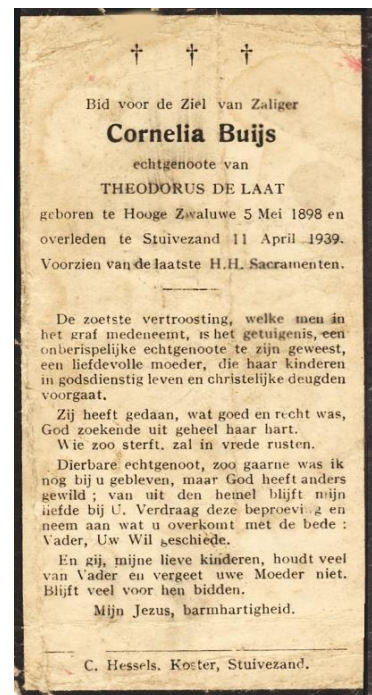 † † †
Bid voor de Ziel van Zaliger
Cornelia Buijs
echtgenoote van
THEODORUS DE LAAT
geboren te Hooge Zwaluwe 5 Mei 1898 en
overleden te Stuivezand 11 April 1939.
Voorzien van de laatste H.H. Sacramenten.
De zoetste vertroosting, welke men in
het graf medeneemt, is het getuigenis, een
onberispelijke echtgenoote te zijn geweest,
een liefdevolle moeder, die haar kinderen
in godsdienstig leven en christelijke deugden
voorgaat.
Zij heeft gedaan, wat goed en recht was,
God zoekende uit geheel haar hart.
Wie zoo sterft. zal in vrede rusten.
Dierbare echtgenoot, zoo gaarne was ik
nog bij u gebleven, maar God heeft anders
gewild ; van uit den hemel blijft mijn
liefde bij U. Verdraag deze beproeving en
neem aan wat u overkomt met de bede :
Vader, Uw Wil geschiede.
En gij, mijne lieve kinderen, houdt veel
van Vader en vergeet uwe Moeder niet.
Blijft veel voor hen bidden.
Mijn Jezus, barmhartigheid.
C. Hessels. Koster, Stuivezand.